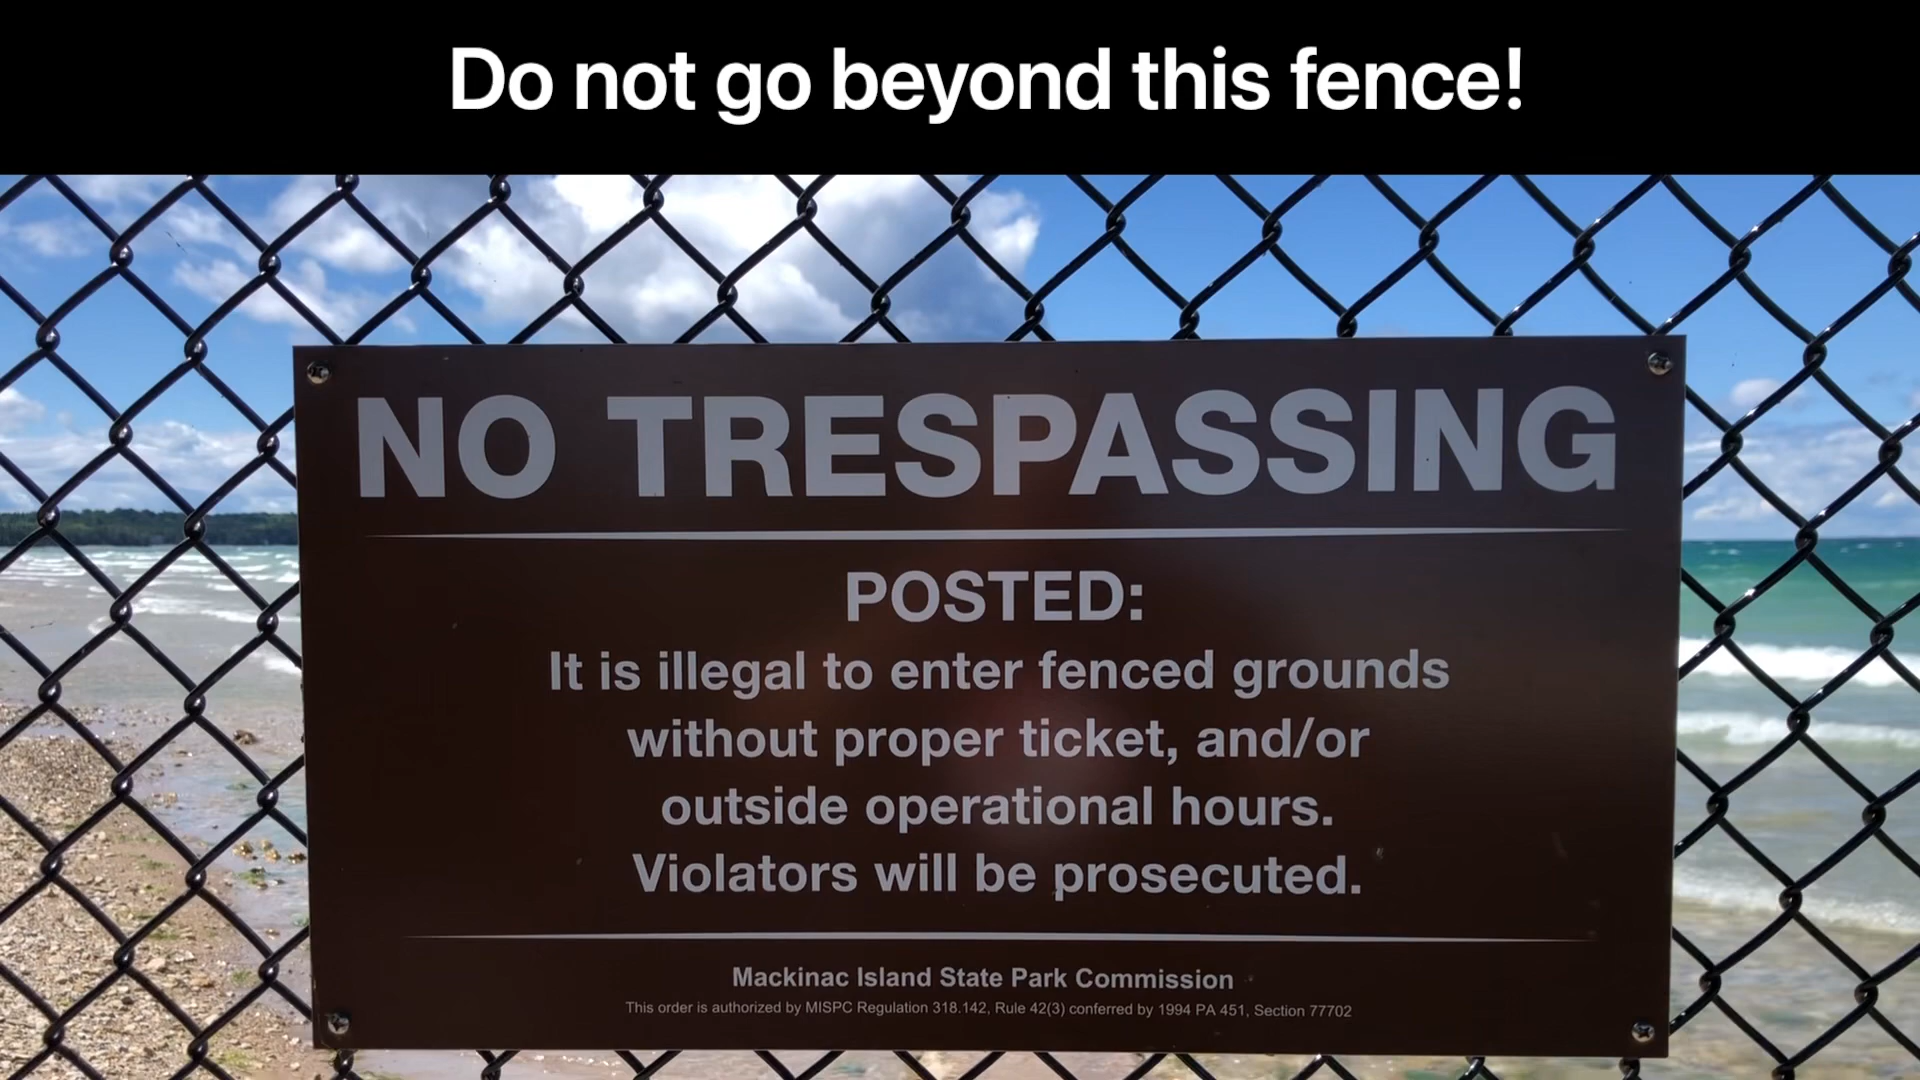 Do not go beyond this fence!
NO TRESPASSING
POSTED:
It is illegal to enter fenced grounds
without proper ticket, and/or
outside operational hours.
Violators will be prosecuted.
Mackinac Island State Park Commission
This order is authorized by MISPC Regulation 318.142, Rule 42(3) conferred by 1994 PA 451, Section 77702